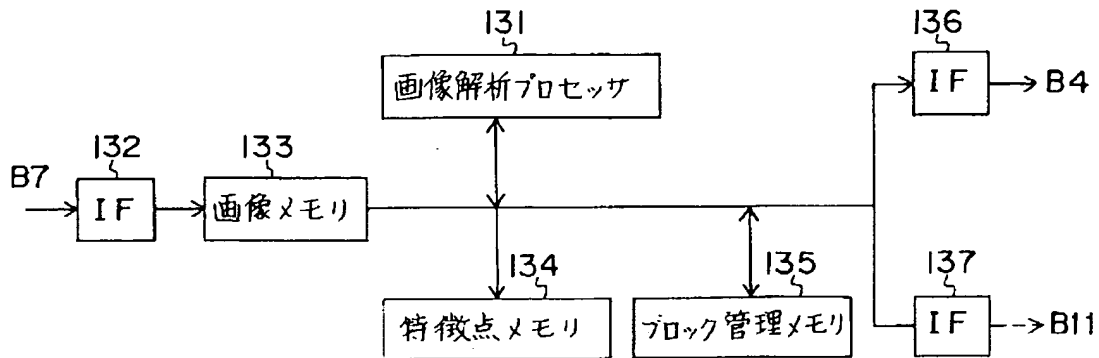 131
画像解析プロセッサ
136
IF
B4
132
133
B7
IF
画像メモリ
134
135
137
特徴点メモリ
ブロック管理メモリ
IF
B11